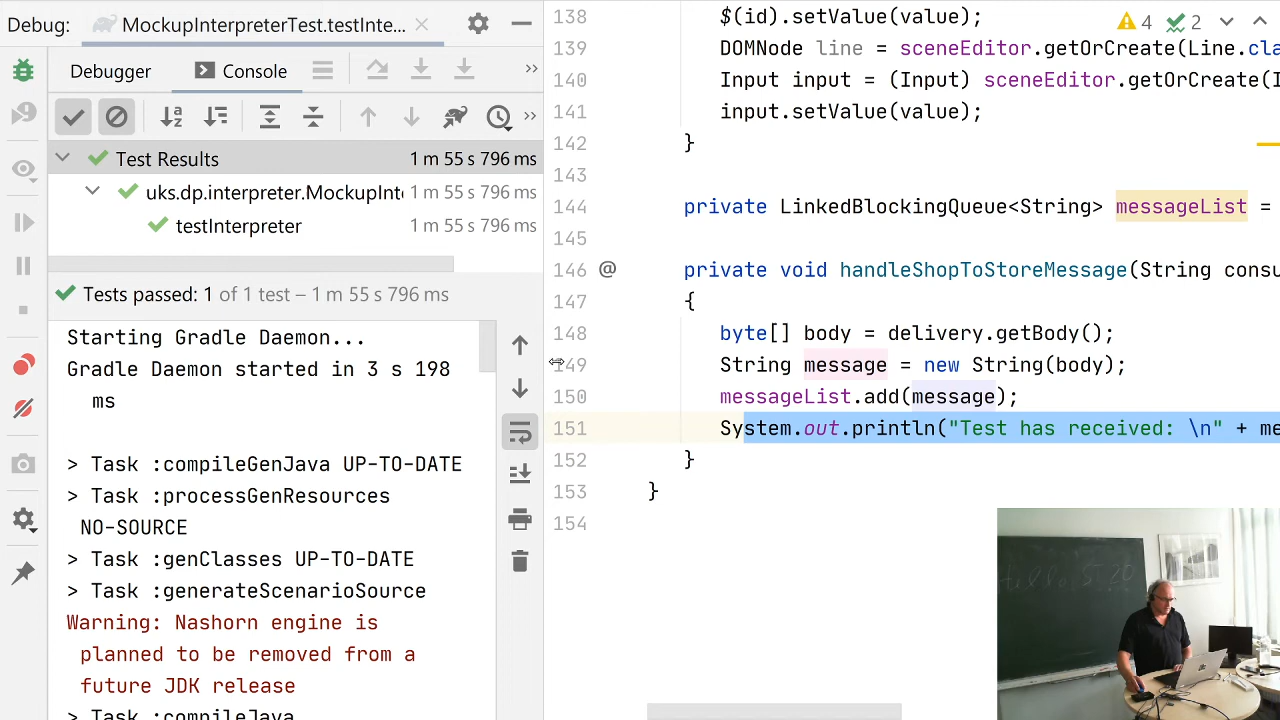 Debug: MockupInterpreterTest.testInte...
Debugger Console
Test Results 1 m 55 s 796 ms
uks.dp.interpreter.MockupInt 1 m 55 s 796 ms
testInterpreter 1 m 55 s 796 ms
Tests passed: 1 of 1 test – 1 m 55 s 796 ms
Starting Gradle Daemon...
Gradle Daemon started in 3 s 198
ms
> Task :compileGenJava UP-TO-DATE
> Task :processGenResources
NO-SOURCE
> Task :genClasses UP-TO-DATE
> Task :generateScenarioSource
Warning: Nashorn engine is
planned to be removed from a
future JDK release
> Task :compileJava
4 2
138 $(id).setValue(value);
139 DOMNode line = sceneEditor.getOrCreate(Line.cla
140 Input input = (Input) sceneEditor.getOrCreate(I
141 input.setValue(value);
142 }
143
144 private LinkedBlockingQueue<String> messageList =
145
146 @ private void handleShopToStoreMessage(String consu
147 {
148 byte[] body = delivery.getBody();
149 String message = new String(body);
150 messageList.add(message);
151 System.out.println("Test has received: \n" + me
152 }
153 }
154